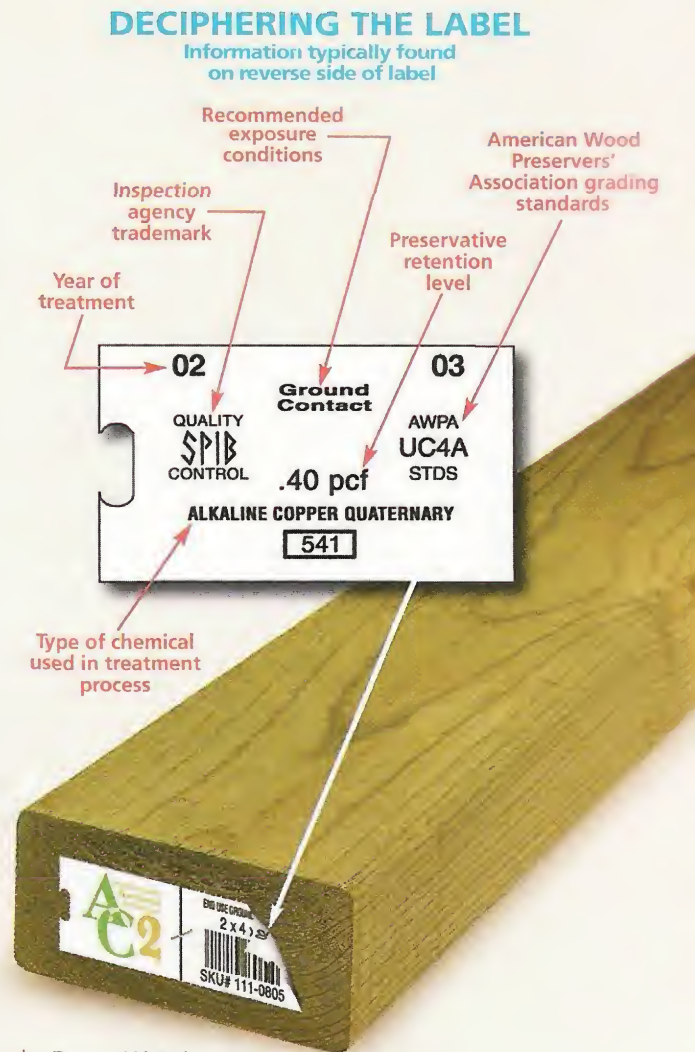 DECIPHERING THE LABEL
Information typically found
on reverse side of label
Recommended
exposure
conditions
American Wood
Preservers'
Association grading
standards
Inspection
agency
trademark
Preservative
retention
level
Year of
treatment
02
03
Ground
Contact
QUALITY
SPIB
CONTROL
AWPA
UC4A
STDS
.40 pcf
ALKALINE COPPER QUATERNARY
541
Type of chemical
used in treatment
process
AC2
END USE GROUND
2 x 4
SKU# 111-0805